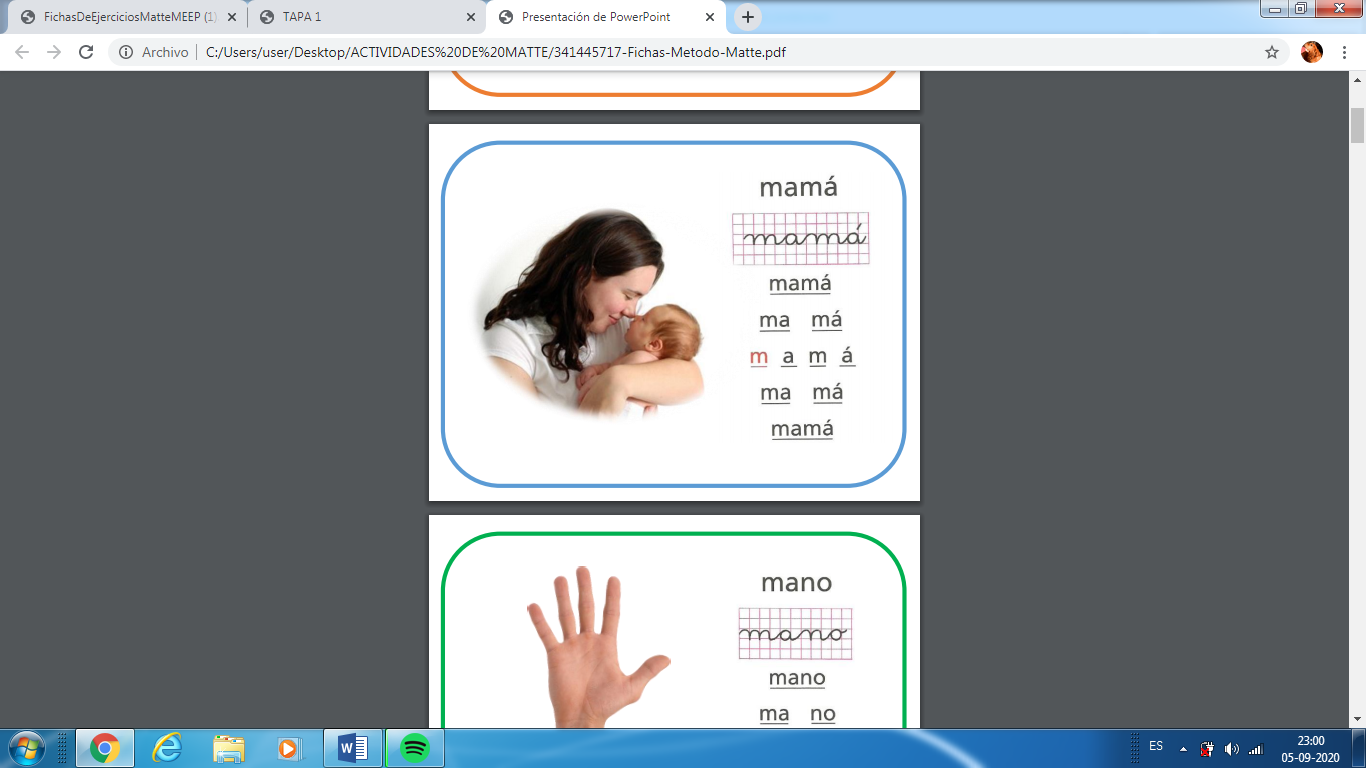 FichasDeEjerciciosMatteMEEP (1)
TAPA 1
Presentación de PowerPoint
Archivo
C:/Users/user/Desktop/ACTIVIDADES%20DE%20MATTE/341445717-Fichas-Metodo-Matte.pdf
mamá
mamá
mamá
ma má
m a m á
ma má
mamá
mano
mano
mano
ma no
ES
23:00
05-09-2020